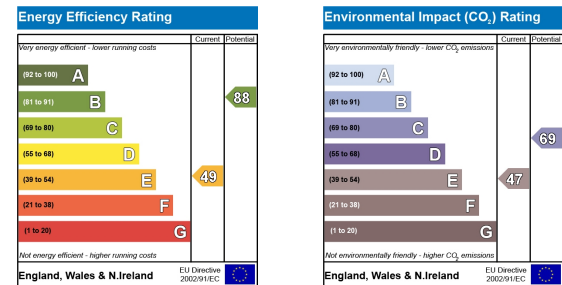 Energy Efficiency Rating
Current Potential
Very energy efficient - lower running costs
(92 to 100) A
(81 to 91) B
88
(69 to 80) C
(55 to 68) D
(39 to 54) E
49
(21 to 38) F
(1 to 20) G
Not energy efficient - higher running costs
England, Wales & N.Ireland
EU Directive
2002/91/EC
Environmental Impact (CO₂) Rating
Current Potential
Very environmentally friendly - lower CO₂ emissions
(92 to 100) A
(81 to 91) B
(69 to 80) C
69
(55 to 68) D
(39 to 54) E
47
(21 to 38) F
(1 to 20) G
Not environmentally friendly - higher CO₂ emissions
England, Wales & N.Ireland
EU Directive
2002/91/EC